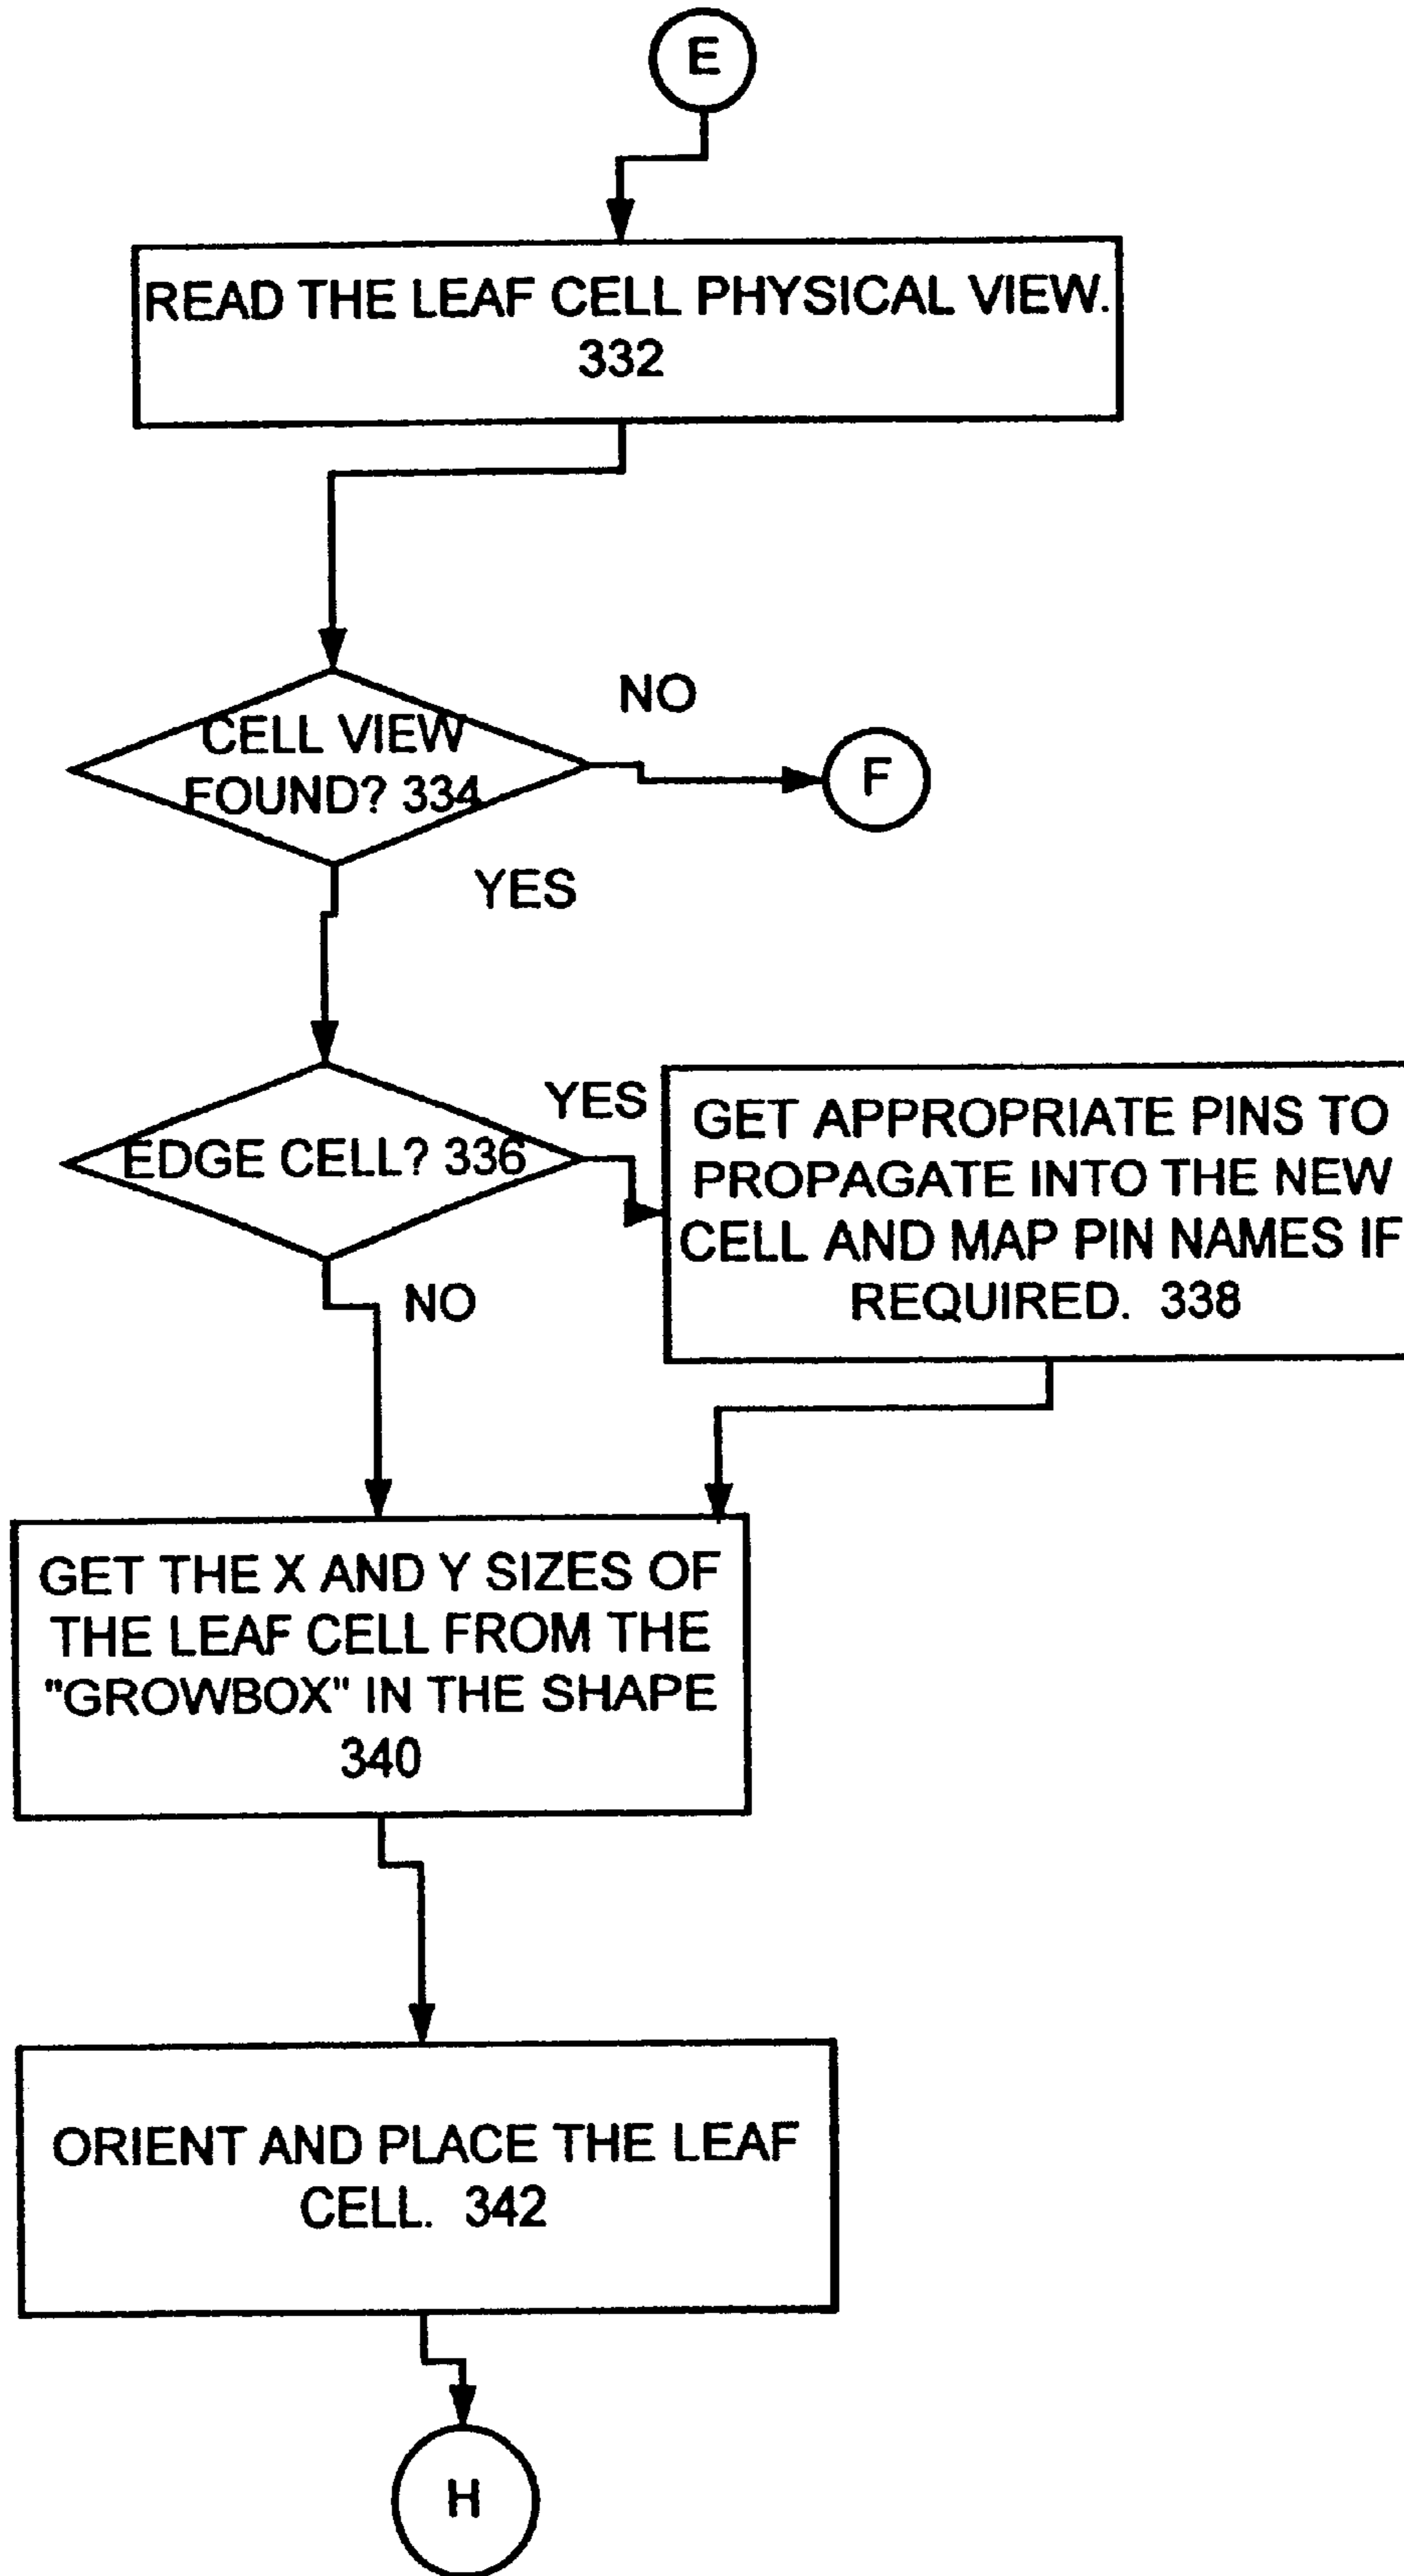 E
READ THE LEAF CELL PHYSICAL VIEW.
332
CELL VIEW
FOUND? 334
NO
F
YES
EDGE CELL? 336
YES
GET APPROPRIATE PINS TO
PROPAGATE INTO THE NEW
CELL AND MAP PIN NAMES IF
REQUIRED. 338
NO
GET THE X AND Y SIZES OF
THE LEAF CELL FROM THE
"GROWBOX" IN THE SHAPE
340
ORIENT AND PLACE THE LEAF
CELL. 342
H